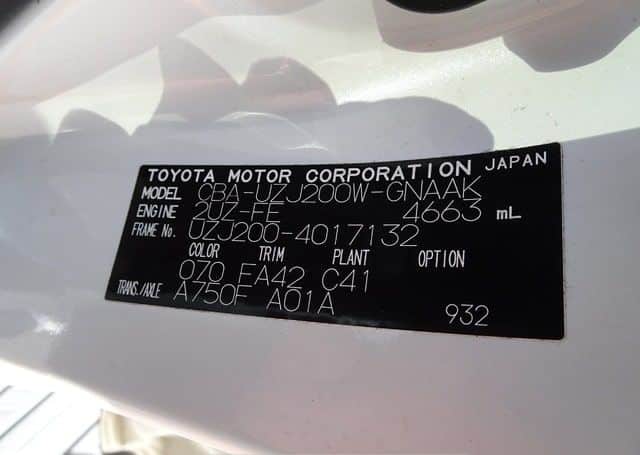 TOYOTA MOTOR CORPORATION JAPAN
MODEL CBA-UZJ200W-GNAAK
ENGINE 2UZ-FE 4663 mL
FRAME No. UZJ200-4017132
COLOR TRIM PLANT OPTION
070 FA42 C41
TRANS./AXLE A750F A01A
932